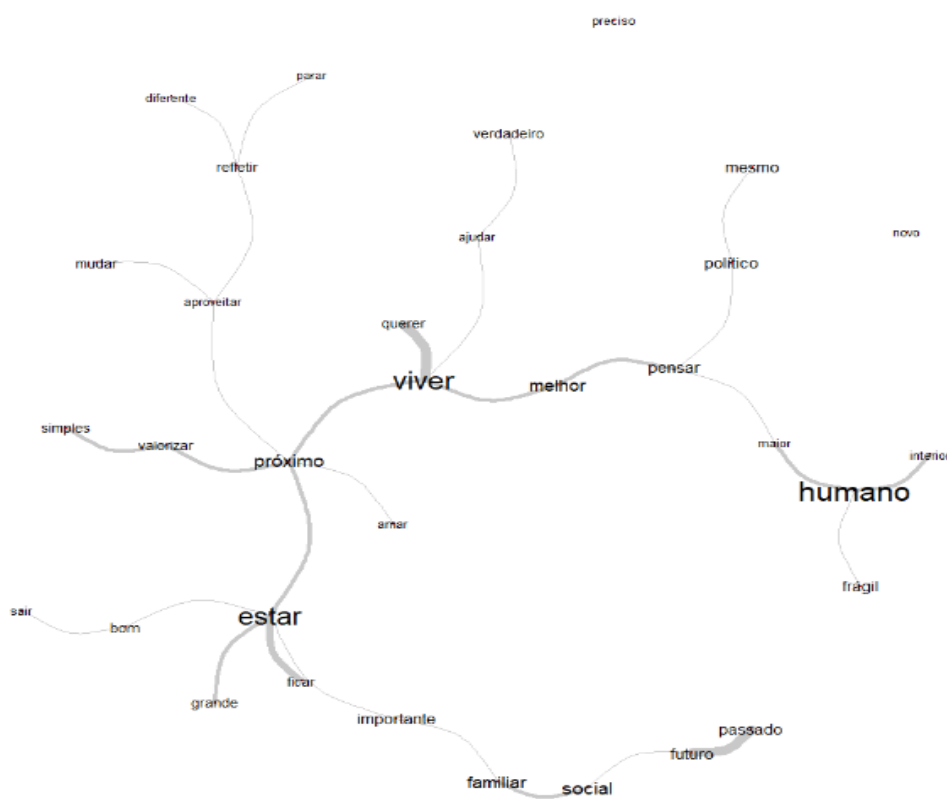 preciso
parar
diferente
verdadeiro
refletir
mesmo
novo
ajudar
mudar
político
aproveitar
querer
viver
melhor
pensar
simples
valorizar
maior
próximo
interior
humano
amar
frágil
sair
estar
bom
ficar
grande
importante
passado
futuro
familiar
social